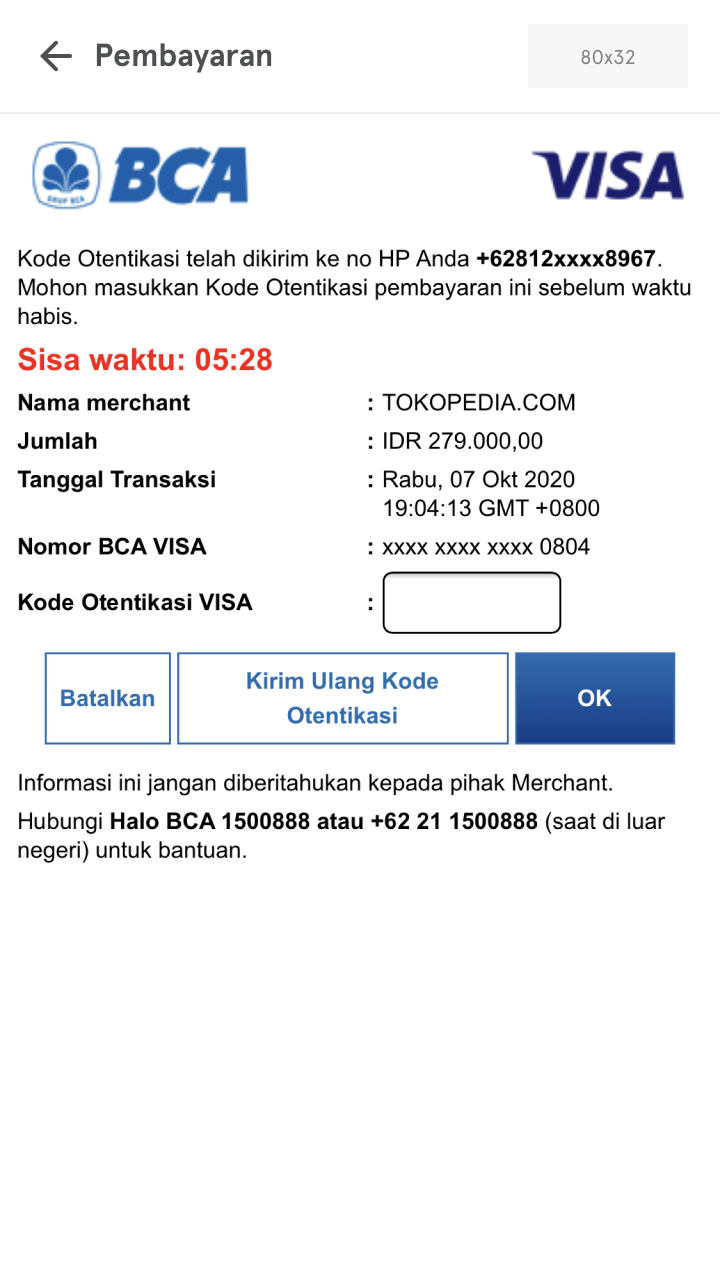 Pembayaran
80x32
GRUP BCA
BCA
VISA
Kode Otentikasi telah dikirim ke no HP Anda +62812xxxx8967.
Mohon masukkan Kode Otentikasi pembayaran ini sebelum waktu
habis.
Sisa waktu: 05:28
Nama merchant : TOKOPEDIA.COM
Jumlah : IDR 279.000,00
Tanggal Transaksi : Rabu, 07 Okt 2020
19:04:13 GMT +0800
Nomor BCA VISA : xxxx xxxx xxxx 0804
Kode Otentikasi VISA :
Batalkan
Kirim Ulang Kode
Otentikasi
OK
Informasi ini jangan diberitahukan kepada pihak Merchant.
Hubungi Halo BCA 1500888 atau +62 21 1500888 (saat di luar
negeri) untuk bantuan.